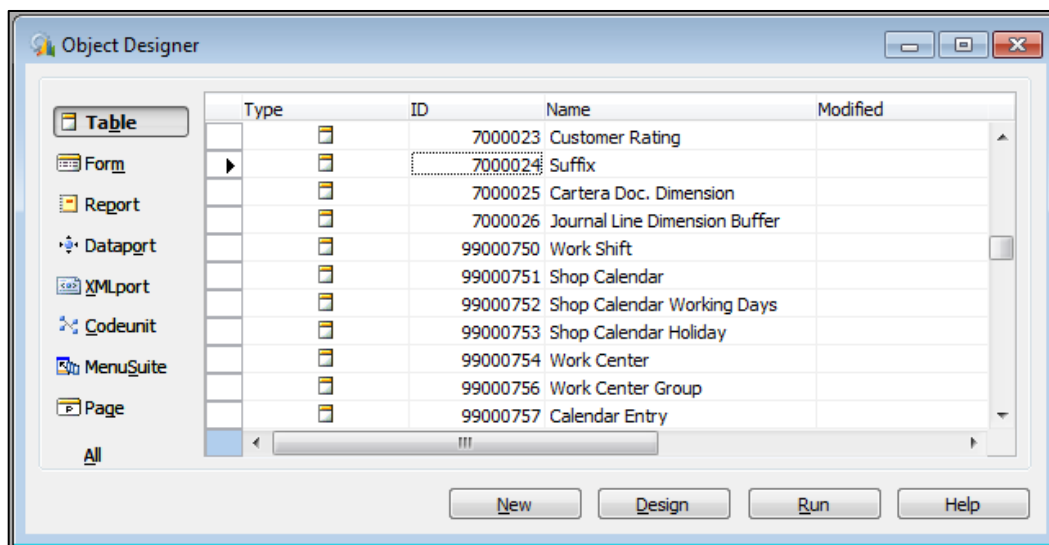 Object Designer
Type ID Name Modified
Table
Form
Report
Dataport
XMLport
Codeunit
MenuSuite
Page
All
7000023 Customer Rating
7000024 Suffix
7000025 Cartera Doc. Dimension
7000026 Journal Line Dimension Buffer
99000750 Work Shift
99000751 Shop Calendar
99000752 Shop Calendar Working Days
99000753 Shop Calendar Holiday
99000754 Work Center
99000756 Work Center Group
99000757 Calendar Entry
New Design Run Help